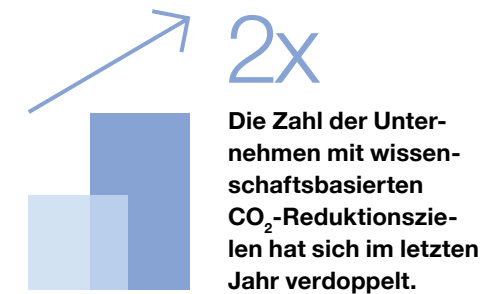 2x
Die Zahl der Unter-
nehmen mit wissen-
schaftsbasierten
CO₂-Reduktionszie-
len hat sich im letzten
Jahr verdoppelt.